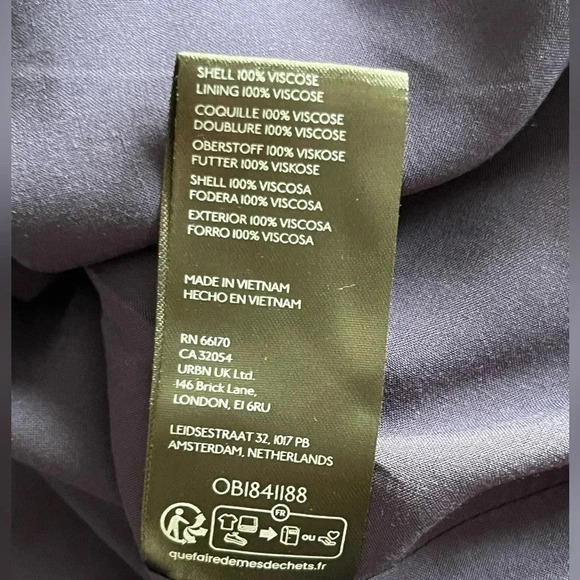 SHELL 100% VISCOSE
LINING 100% VISCOSE
COQUILLE 100% VISCOSE
DOUBLURE 100% VISCOSE
OBERSTOFF 100% VISKOSE
FUTTER 100% VISKOSE
SHELL 100% VISCOSA
FODERA 100% VISCOSA
EXTERIOR 100% VISCOSA
FORRO 100% VISCOSA
MADE IN VIETNAM
HECHO EN VIETNAM
RN 66170
CA 32054
URBN UK Ltd.
146 Brick Lane,
LONDON, E1 6RU
LEIDSESTRAAT 32, 1017 PB
AMSTERDAM, NETHERLANDS
OB1841188
FR
OU
quefairedemesdechets.fr